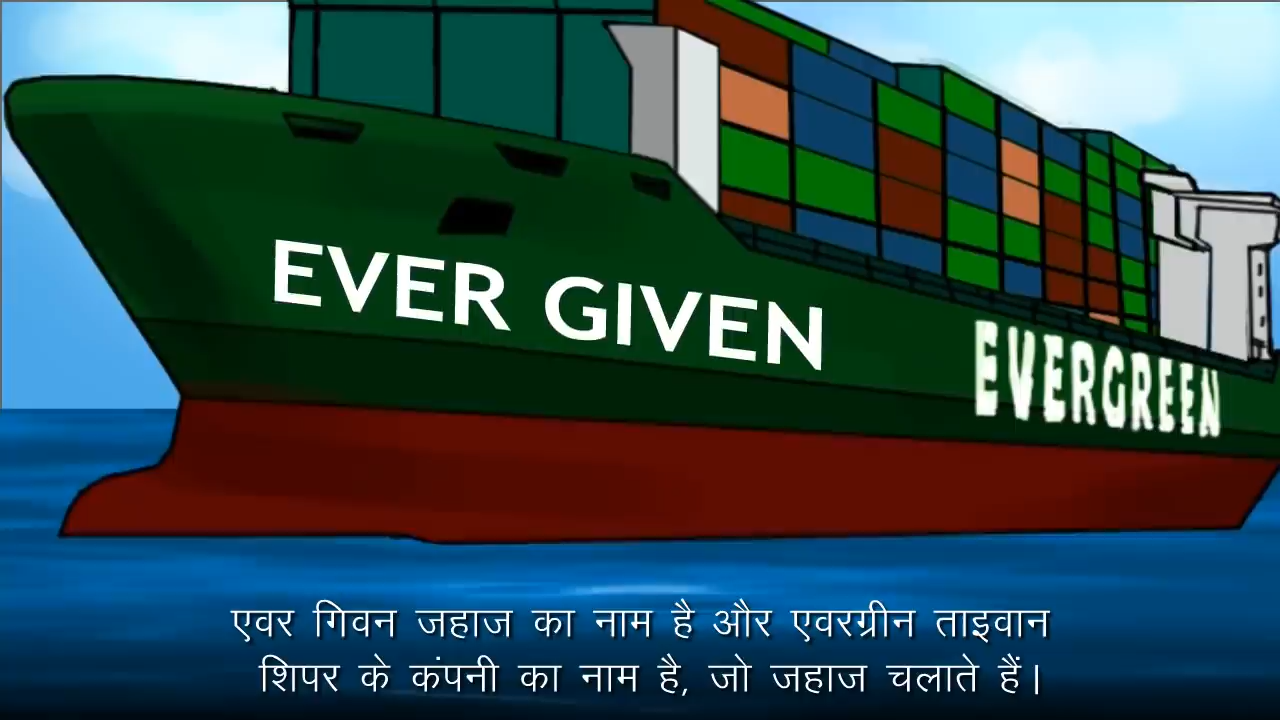 EVER GIVEN
EVERGREEN
एवर गिवन जहाज का नाम है और एवरग्रीन ताइवान
शिपर के कंपनी का नाम है, जो जहाज चलाते हैं।